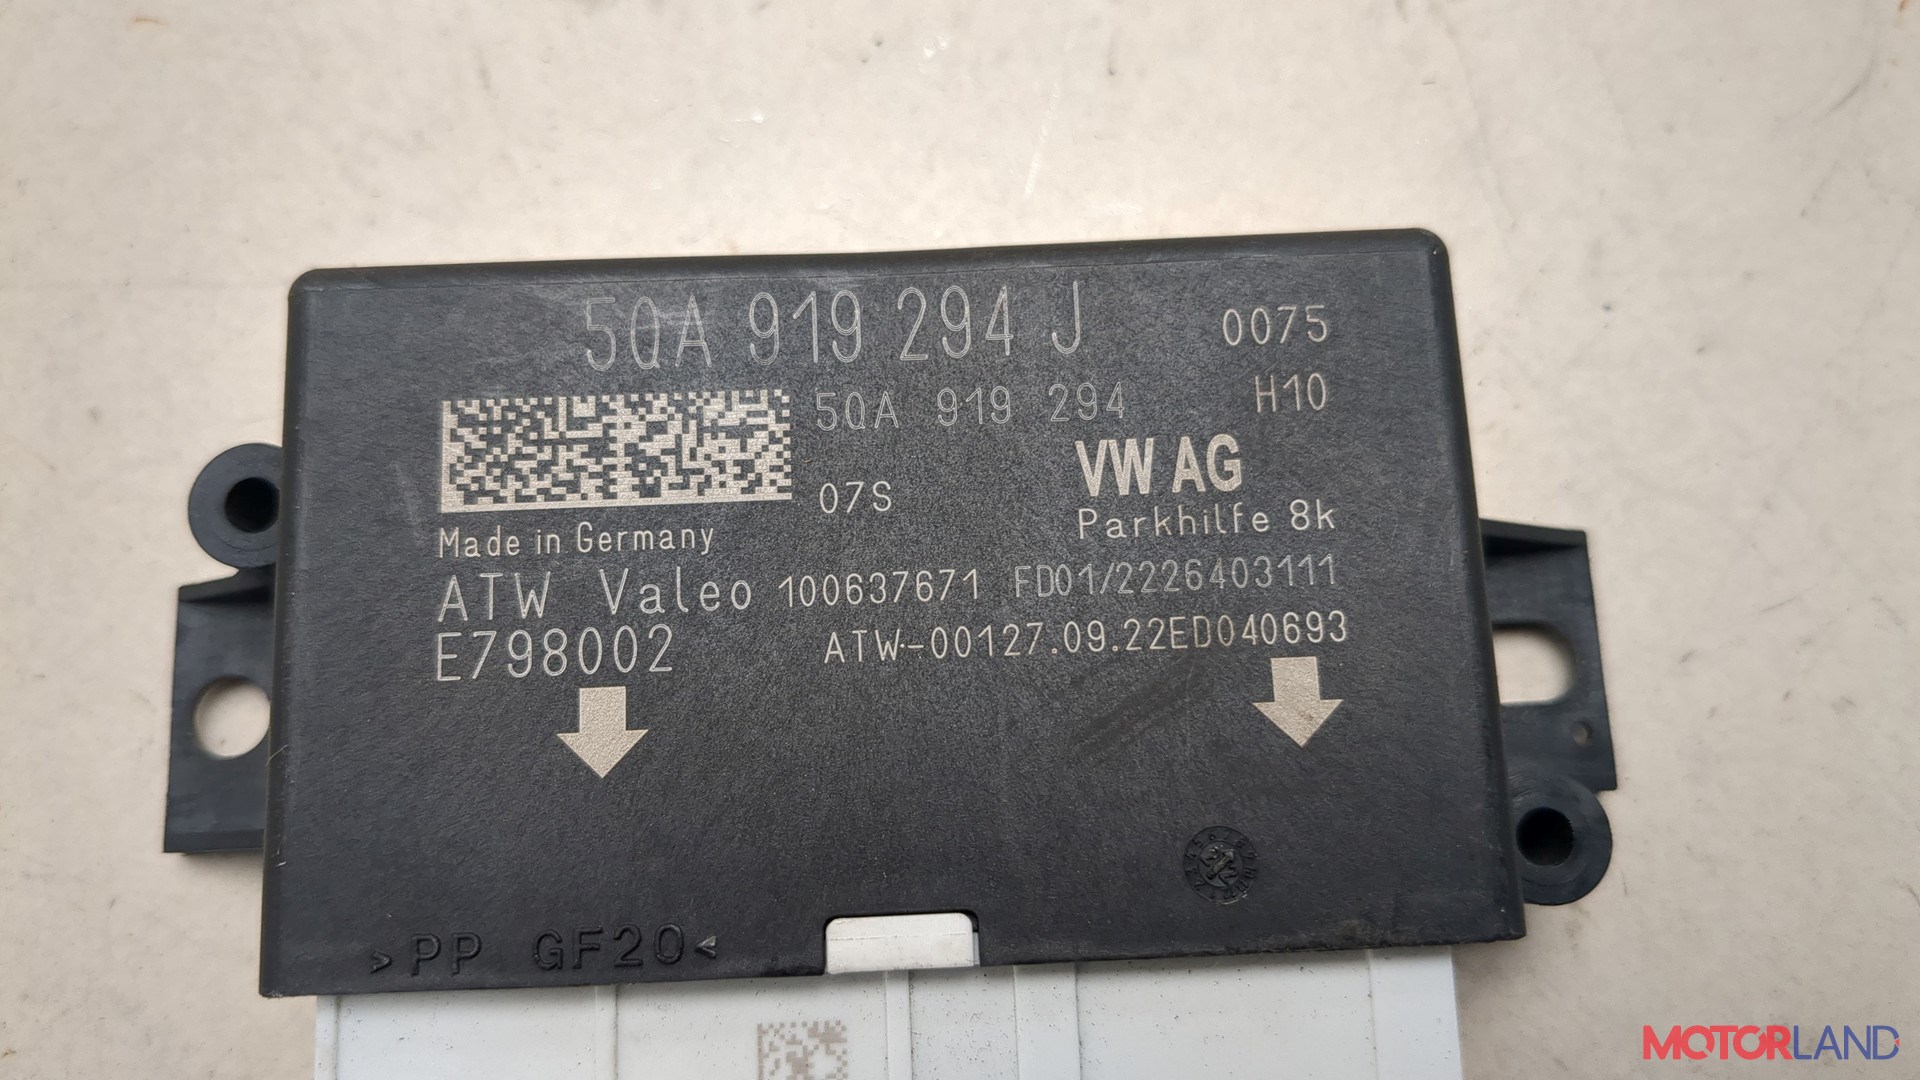 5QA 919 294 J 0075
5QA 919 294 H10
VW AG
07S
Parkhilfe 8k
Made in Germany
ATW Valeo 100637671 FD01/2226403111
E798002 ATW-00127.09.22ED040693
>PP GF20<
MOTORLAND